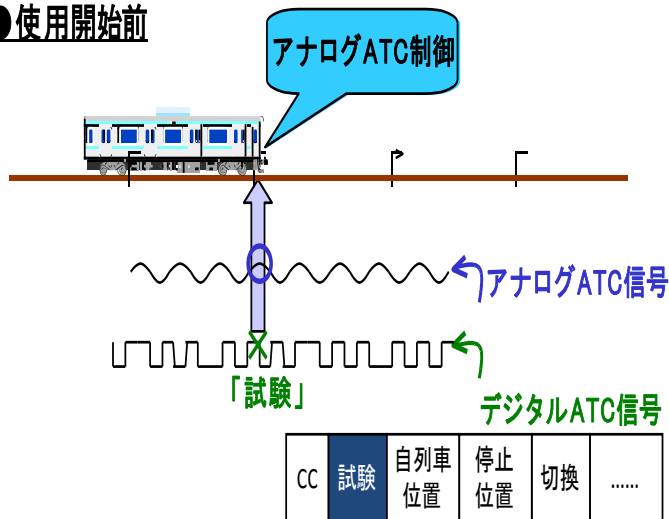 ●使用開始前
アナログATC制御
アナログATC信号
「試験」
デジタルATC信号
CC
試験
自列車
位置
停止
位置
切換
......